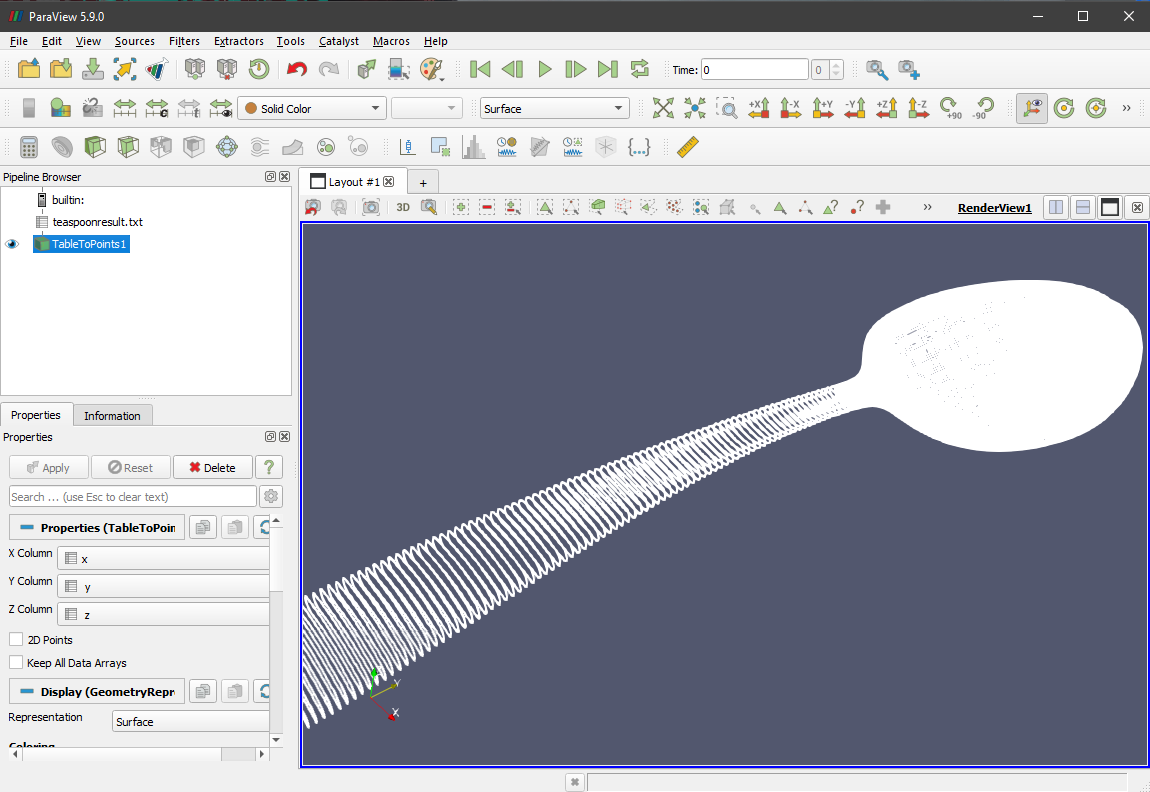 ParaView 5.9.0
File Edit View Sources Filters Extractors Tools Catalyst Macros Help
Time: 0 0
Solid Color Surface +X -X +Y -Y +Z -Z +90 -90 »
Pipeline Browser
Layout #1 +
builtin:
teaspoonresult.txt
TableToPoints1
3D » RenderView1
Properties Information
Properties
Apply Reset Delete ?
Search ... (use Esc to clear text)
Properties (TableToPoin
X Column x
Y Column y
Z Column z
2D Points
Keep All Data Arrays
Display (GeometryRepr
Representation Surface
Coloring
Y
X